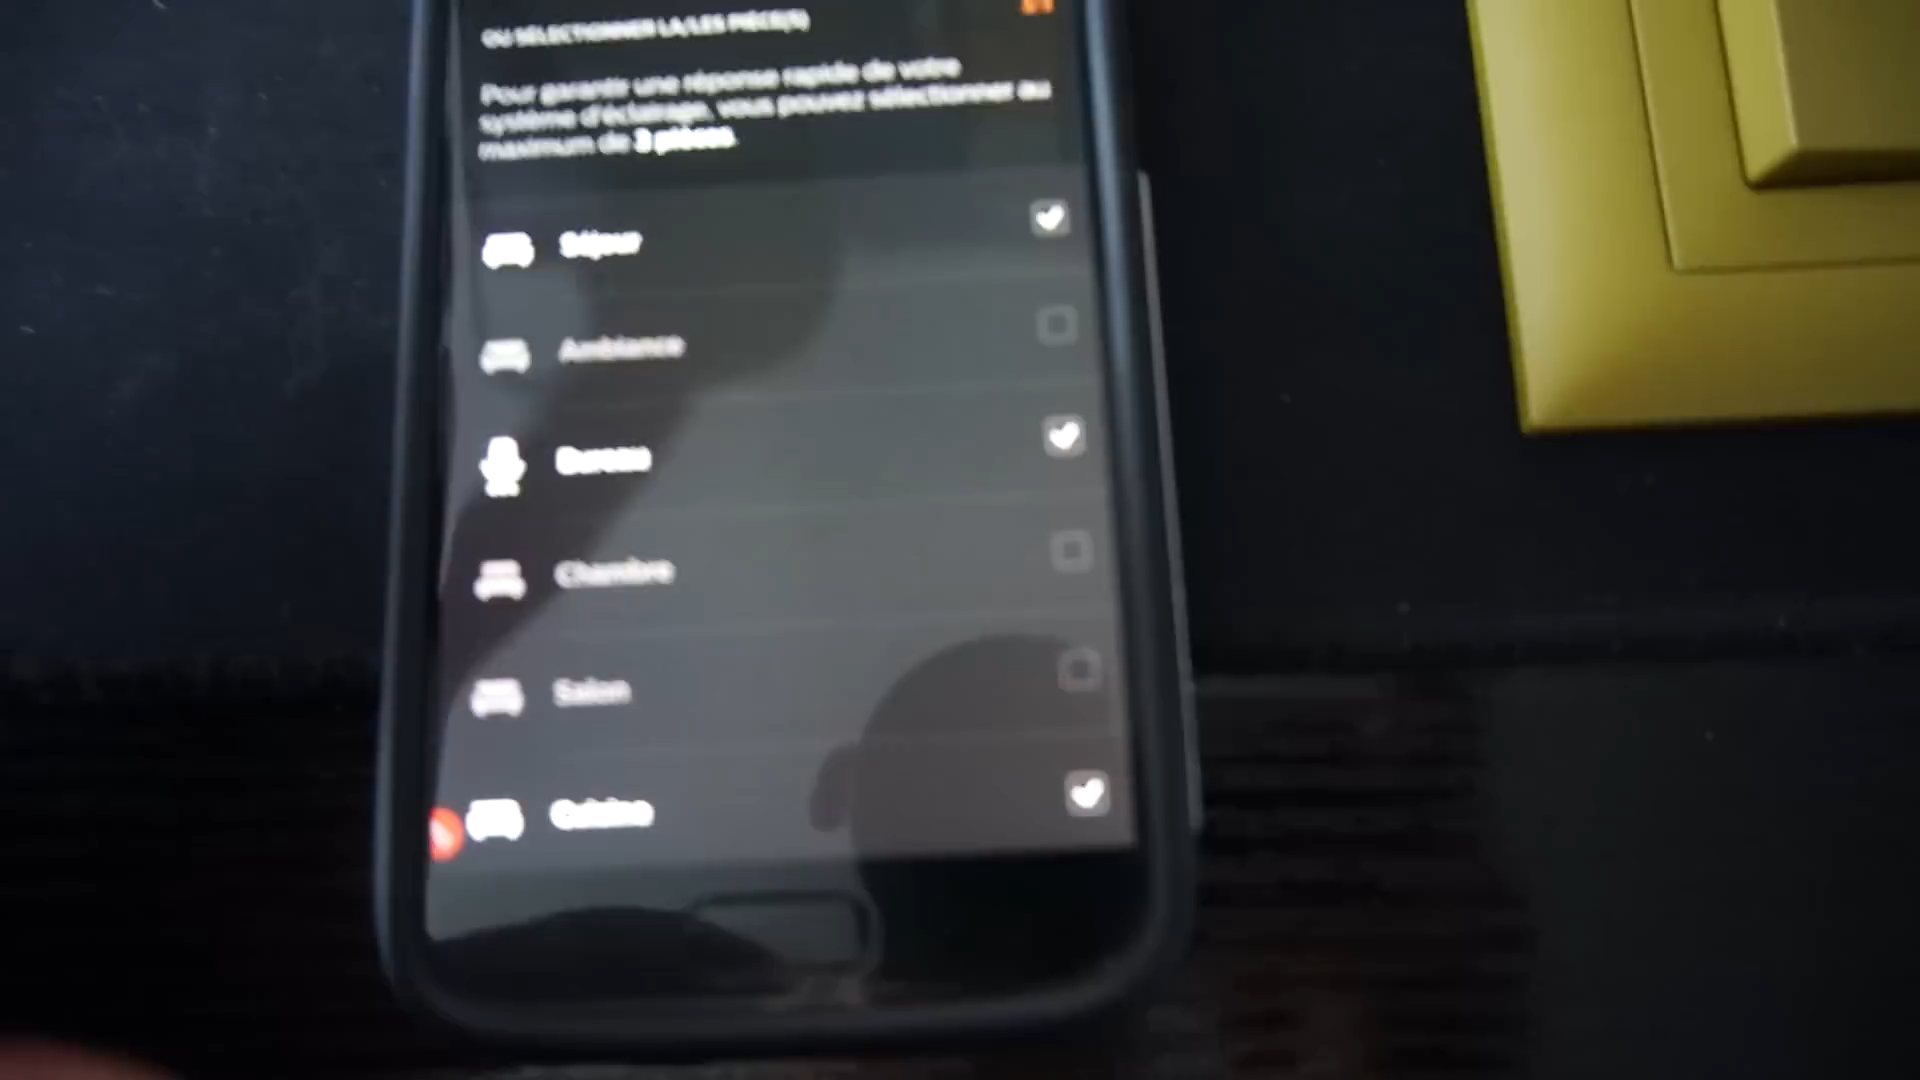 OU SÉLECTIONNER LA/LES PIÈCE(S)
Pour garantir une réponse rapide de votre
système d'éclairage, vous pouvez sélectionner au
maximum de 3 pièces.
Séjour
Ambiance
Bureau
Chambre
Salon
Cuisine